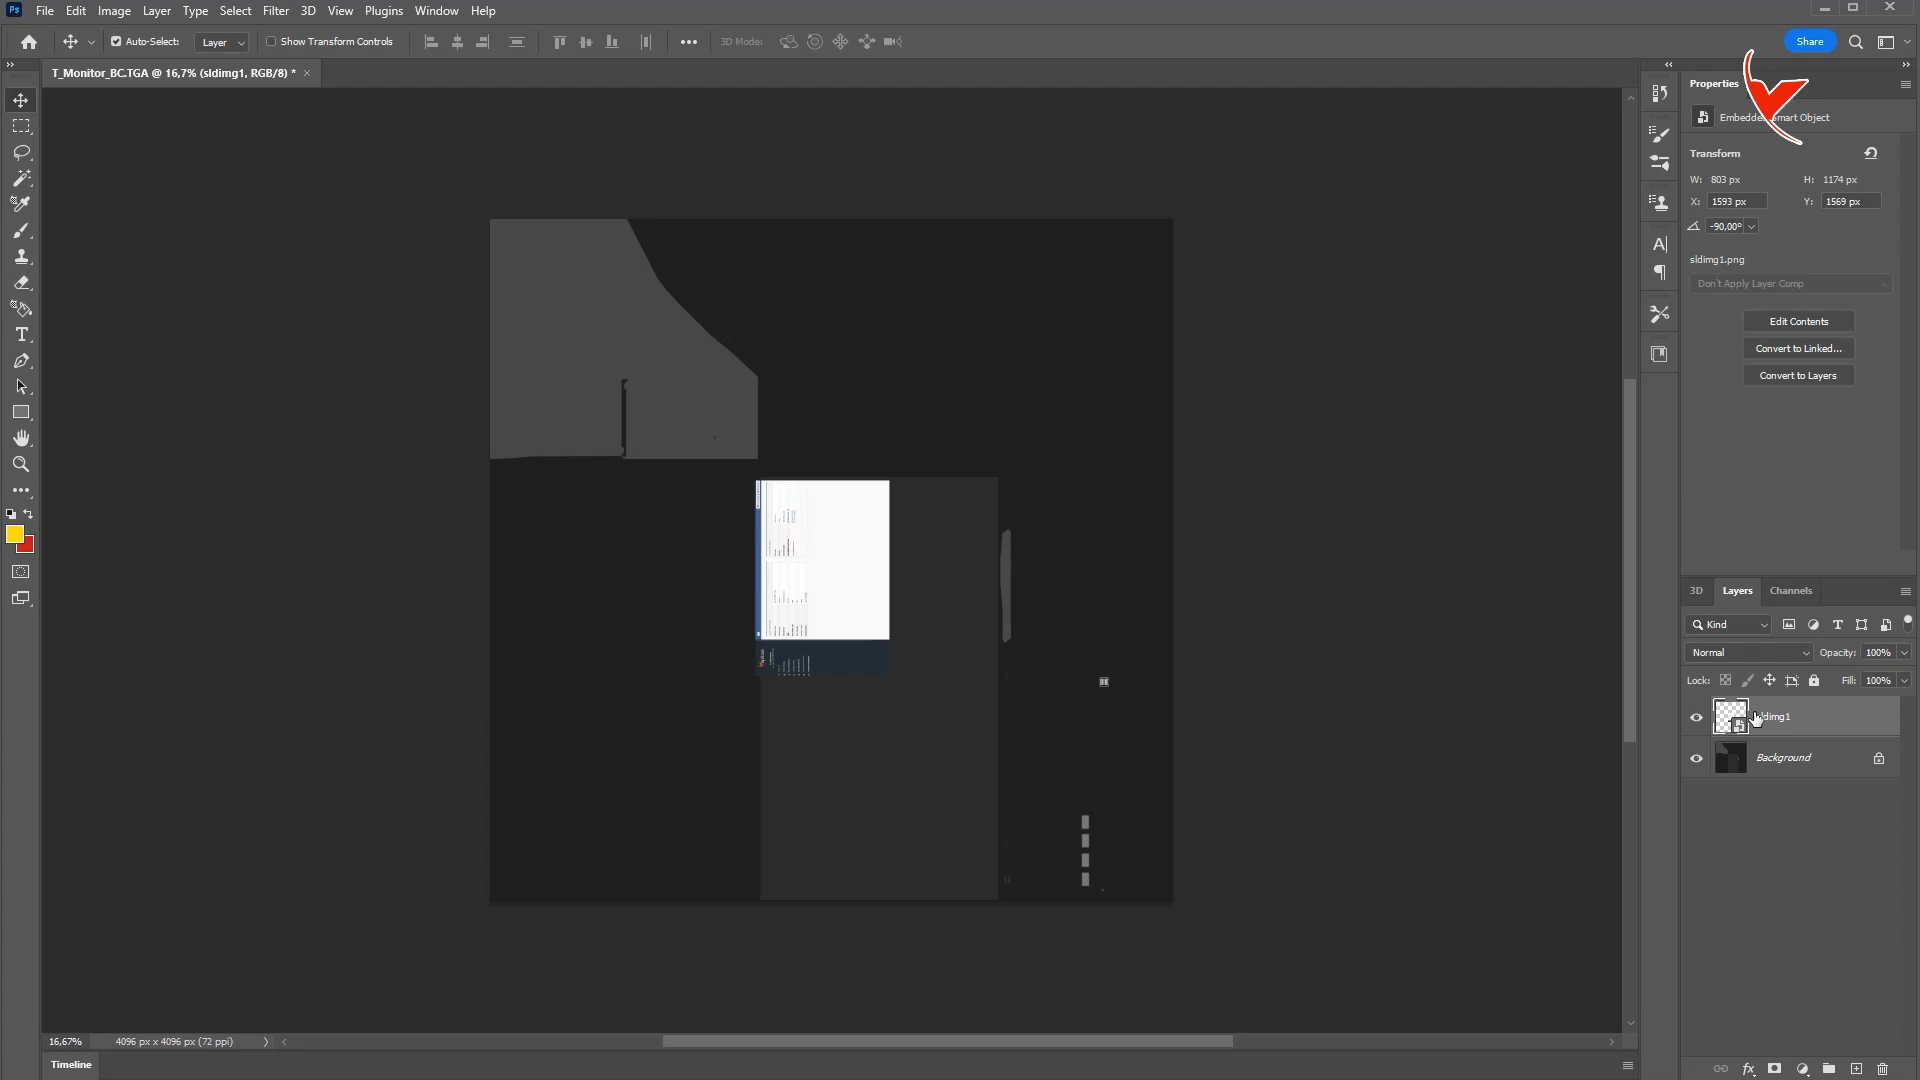 Ps File Edit Image Layer Type Select Filter 3D View Plugins Window Help
Auto-Select: Layer Show Transform Controls 3D Mode: Share
T_Monitor_BC.TGA @ 16,7% (sldimg1, RGB/8) *
Properties
Embedded Smart Object
Transform
W: 803 px H: 1174 px
X: 1593 px Y: 1569 px
-90,00°
sldimg1.png
Don't Apply Layer Comp
Edit Contents
Convert to Linked...
Convert to Layers
3D Layers Channels
Kind
Normal Opacity: 100%
Lock: Fill: 100%
sldimg1
Background
16,67% 4096 px x 4096 px (72 ppi)
Timeline